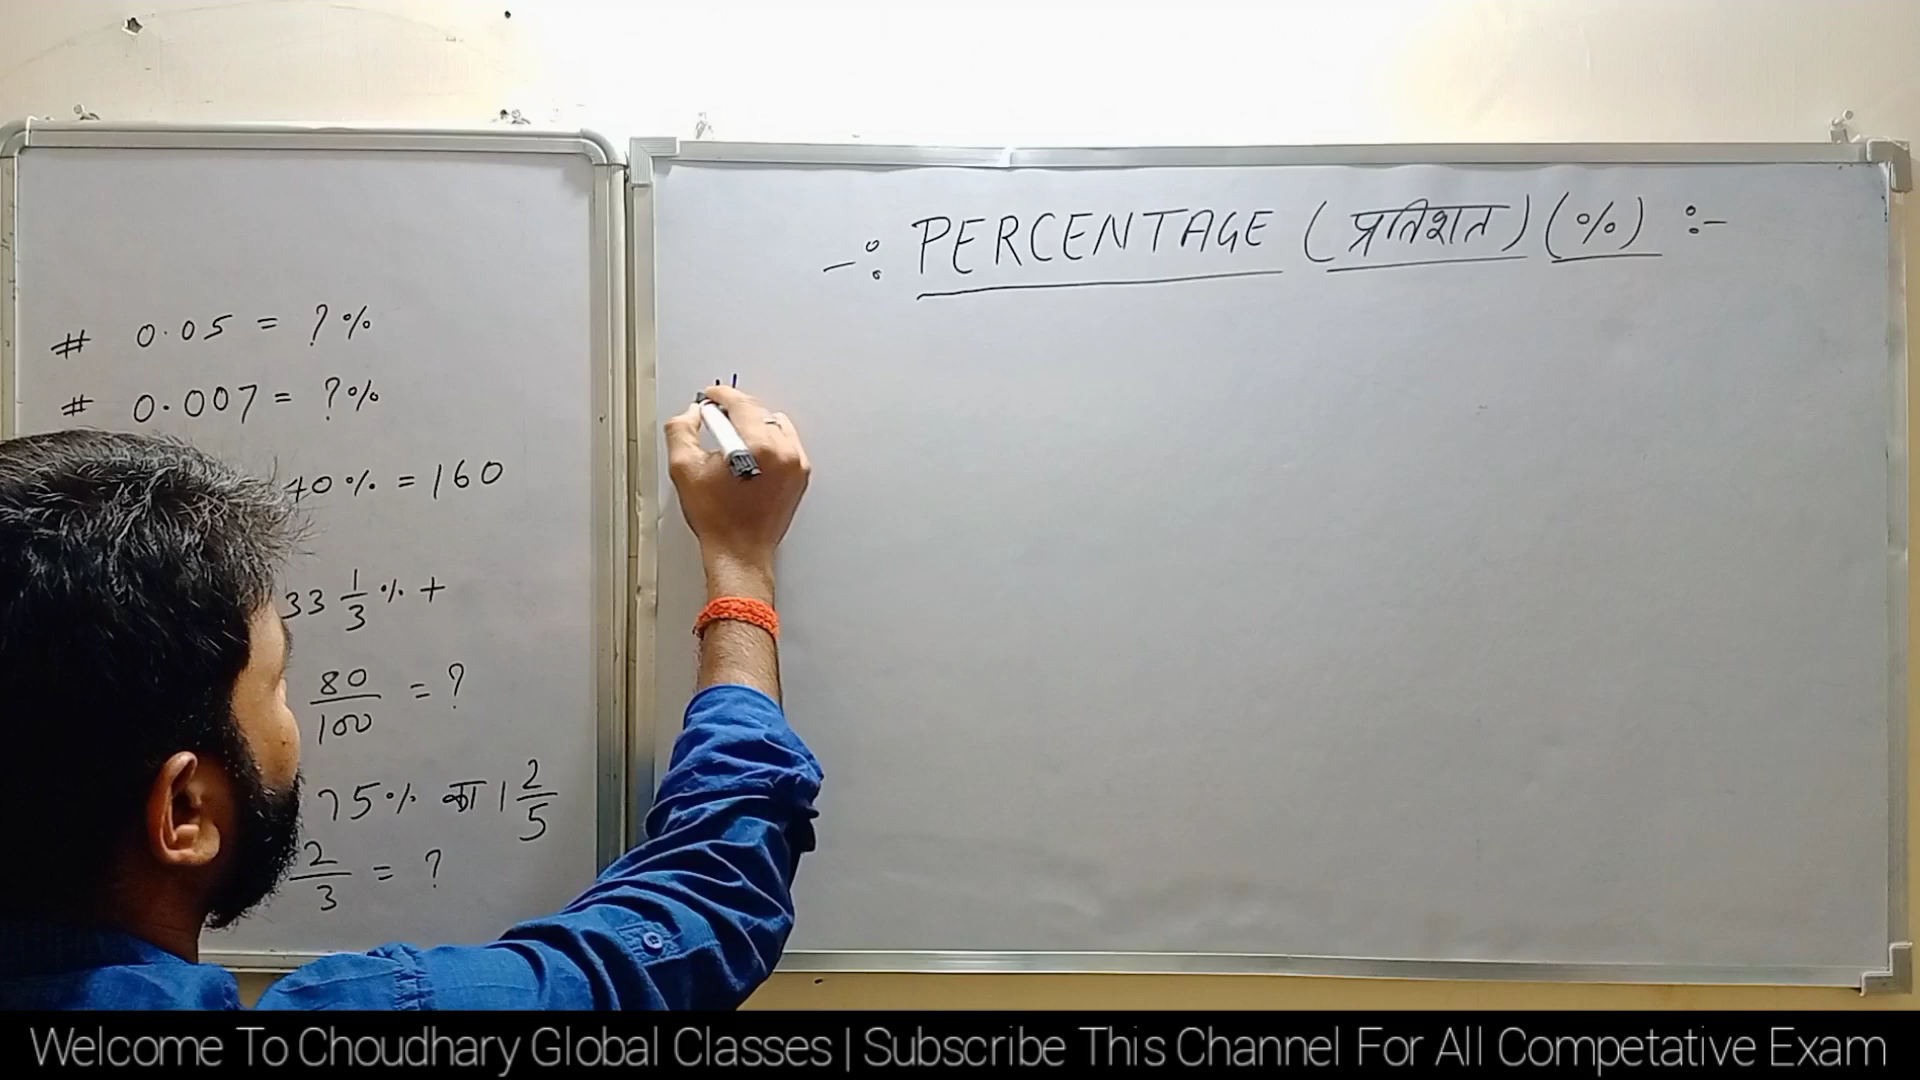 # 0.05 = ?%
# 0.007 = ?%
40% = 160
33 1/3 % +
80/100 = ?
75% का 1 2/5
2/3 = ?
-: PERCENTAGE (प्रतिशत) (%) :-
Welcome To Choudhary Global Classes | Subscribe This Channel For All Competative Exam